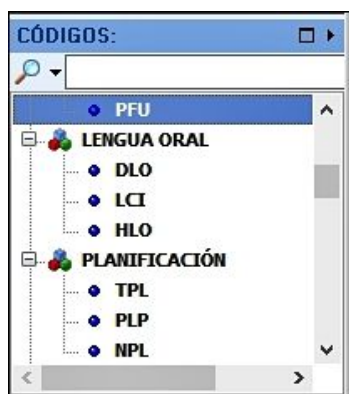 CÓDIGOS:
PFU
LENGUA ORAL
DLO
LCI
HLO
PLANIFICACIÓN
TPL
PLP
NPL